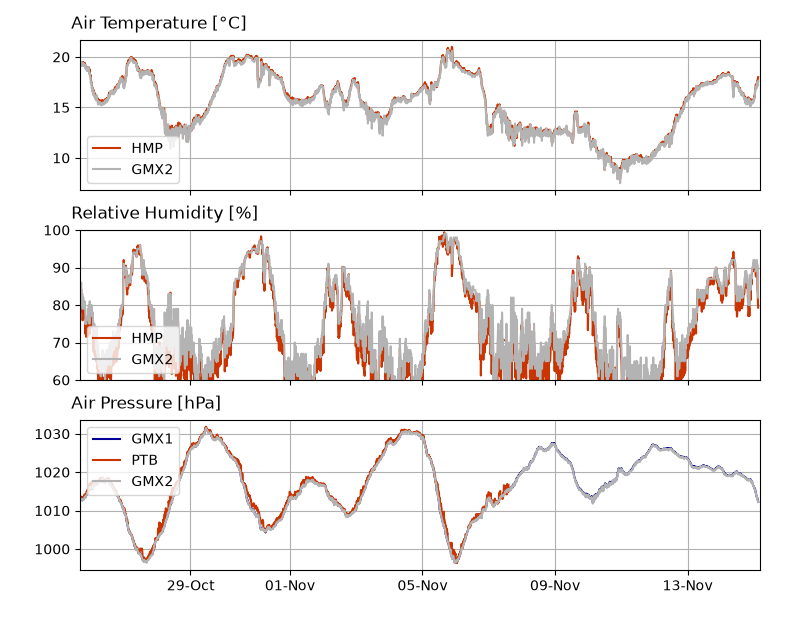 Air Temperature [°C]
20
15
10
HMP
GMX2
Relative Humidity [%]
100
90
80
70
60
HMP
GMX2
Air Pressure [hPa]
1030
1020
1010
1000
GMX1
PTB
GMX2
29-Oct 01-Nov 05-Nov 09-Nov 13-Nov